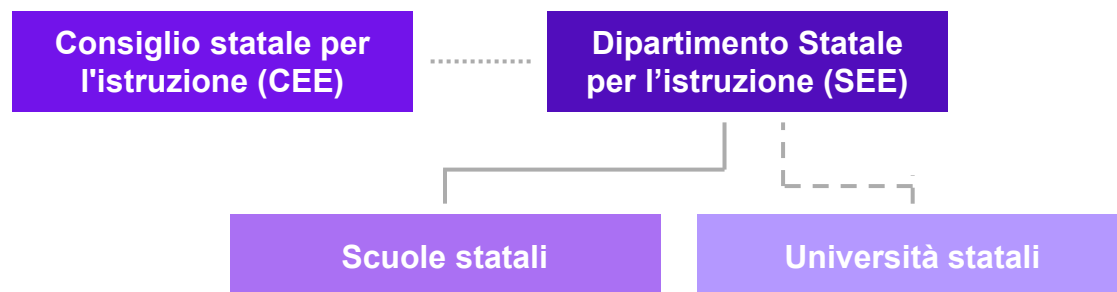 Consiglio statale per
l'istruzione (CEE)
Dipartimento Statale
per l’istruzione (SEE)
Scuole statali
Università statali